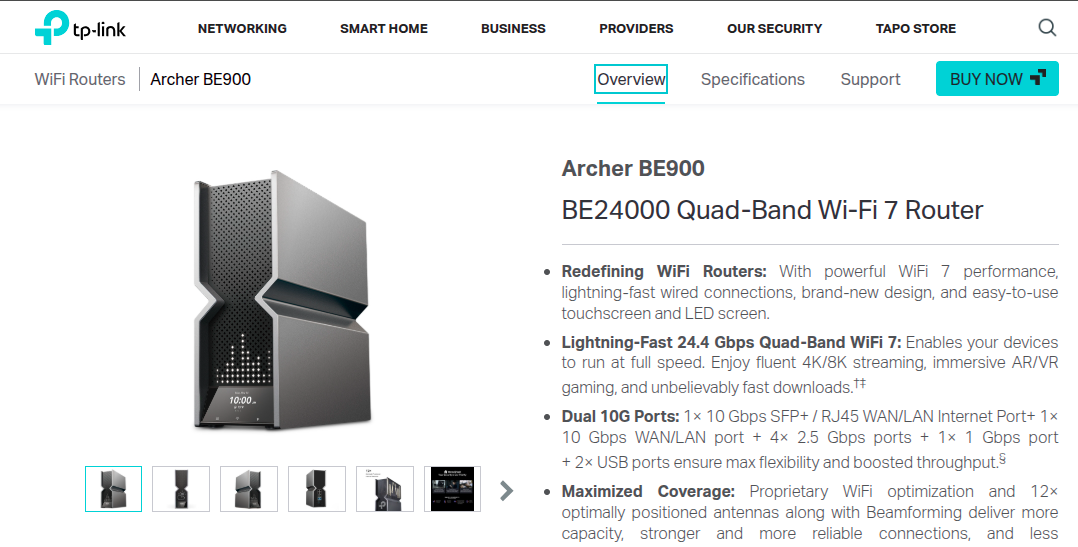 tp-link
NETWORKING
SMART HOME
BUSINESS
PROVIDERS
OUR SECURITY
TAPO STORE
WiFi Routers
Archer BE900
Overview
Specifications
Support
BUY NOW
10:00
Archer BE900
BE24000 Quad-Band Wi-Fi 7 Router
• Redefining WiFi Routers: With powerful WiFi 7 performance,
lightning-fast wired connections, brand-new design, and easy-to-use
touchscreen and LED screen.
• Lightning-Fast 24.4 Gbps Quad-Band WiFi 7: Enables your devices
to run at full speed. Enjoy fluent 4K/8K streaming, immersive AR/VR
gaming, and unbelievably fast downloads.†‡
• Dual 10G Ports: 1× 10 Gbps SFP+ / RJ45 WAN/LAN Internet Port+ 1×
10 Gbps WAN/LAN port + 4× 2.5 Gbps ports + 1× 1 Gbps port
+ 2× USB ports ensure max flexibility and boosted throughput.§
• Maximized Coverage: Proprietary WiFi optimization and 12×
optimally positioned antennas along with Beamforming deliver more
capacity, stronger and more reliable connections, and less